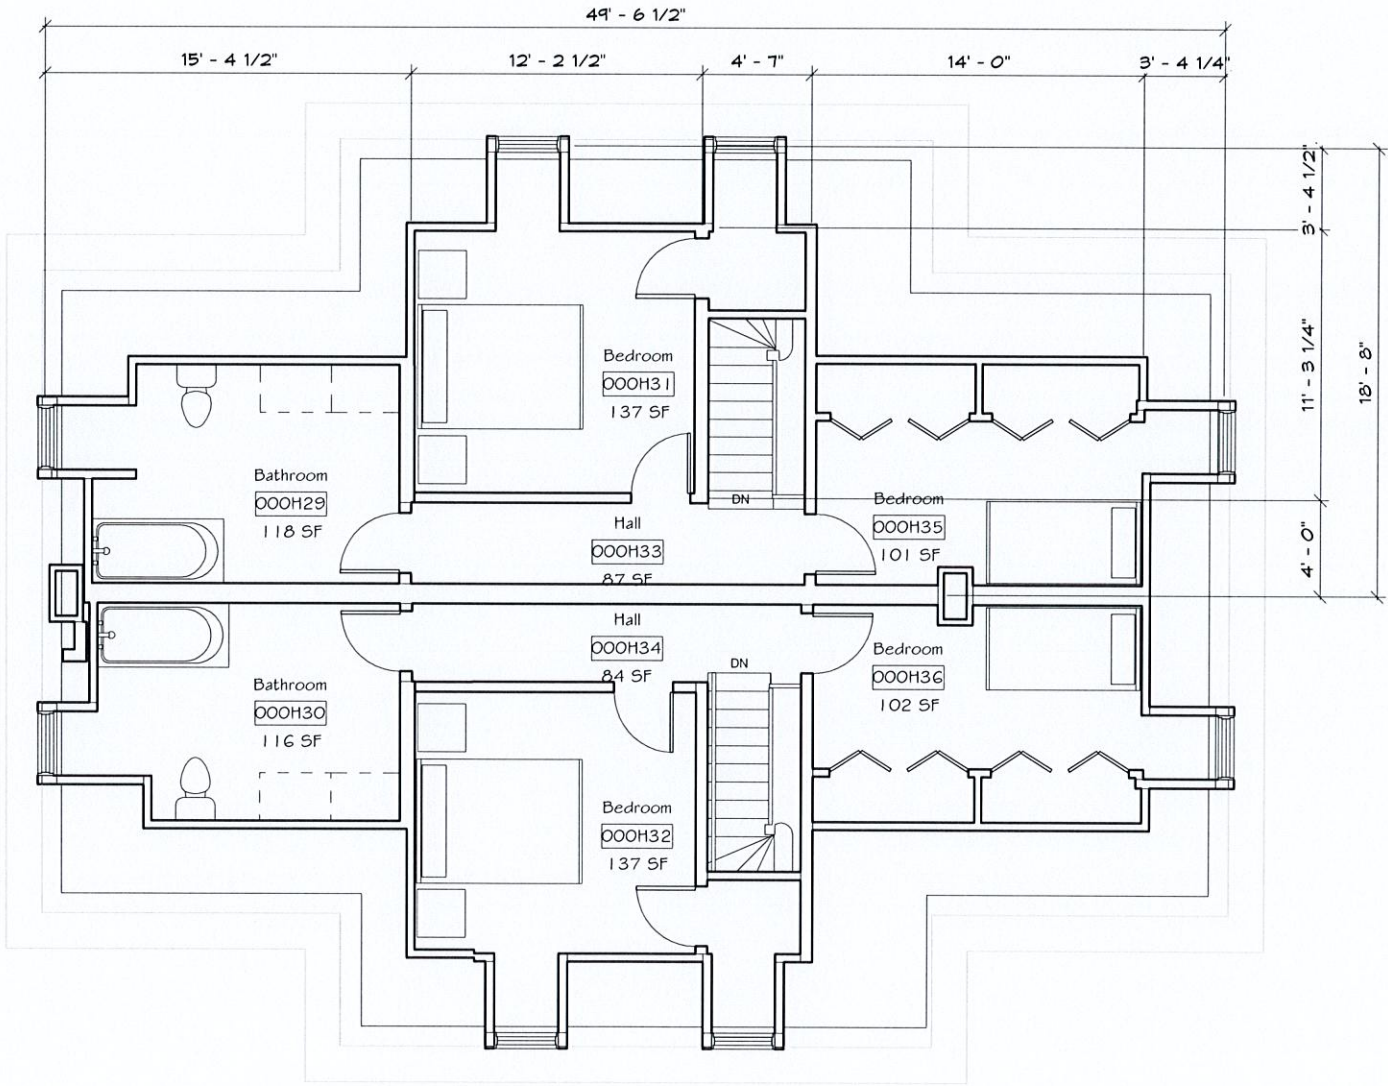 49' - 6 1/2"
15' - 4 1/2"
12' - 2 1/2"
4' - 7"
14' - 0"
3' - 4 1/4"
3' - 4 1/2"
11' - 3 1/4"
18' - 8"
4' - 0"
Bedroom
000H31
137 SF
Bathroom
000H29
118 SF
DN
Bedroom
000H35
101 SF
Hall
000H33
87 SF
Hall
000H34
84 SF
DN
Bedroom
000H36
102 SF
Bathroom
000H30
116 SF
Bedroom
000H32
137 SF